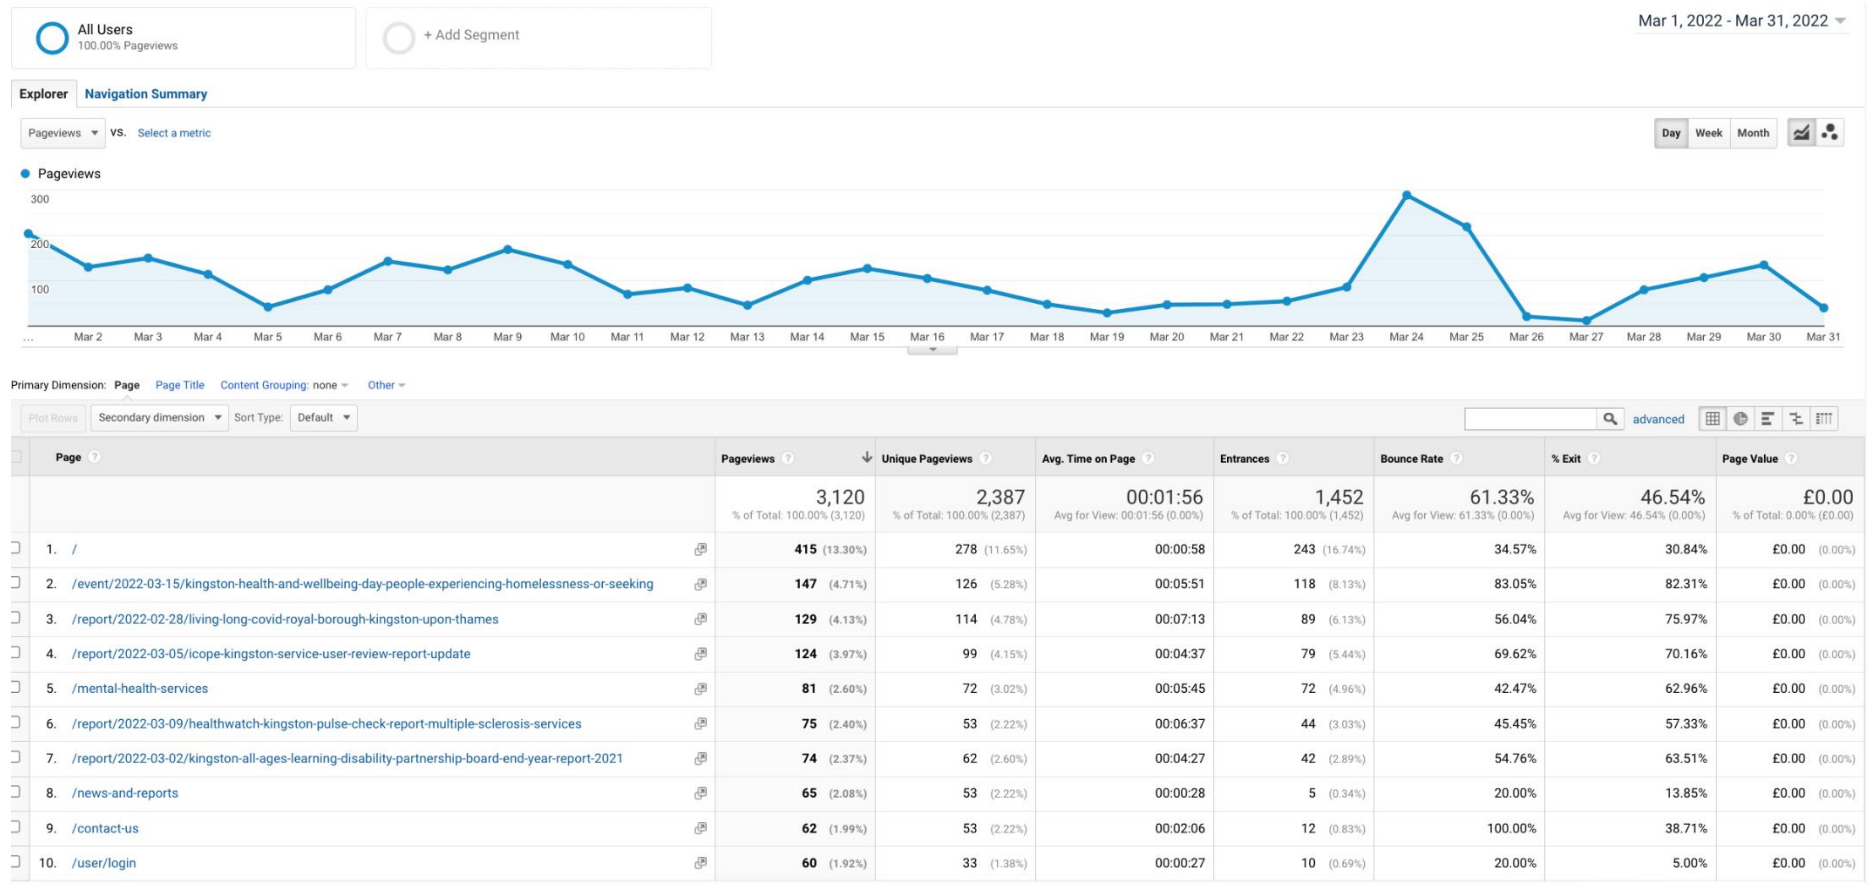 All Users
100.00% Pageviews
+ Add Segment
Mar 1, 2022 - Mar 31, 2022
Explorer Navigation Summary
Pageviews VS. Select a metric
Day Week Month
Pageviews
300
200
100
... Mar 2 Mar 3 Mar 4 Mar 5 Mar 6 Mar 7 Mar 8 Mar 9 Mar 10 Mar 11 Mar 12 Mar 13 Mar 14 Mar 15 Mar 16 Mar 17 Mar 18 Mar 19 Mar 20 Mar 21 Mar 22 Mar 23 Mar 24 Mar 25 Mar 26 Mar 27 Mar 28 Mar 29 Mar 30 Mar 31
Primary Dimension: Page Page Title Content Grouping: none Other
Plot Rows Secondary dimension Sort Type: Default advanced
Page ? Pageviews ? Unique Pageviews ? Avg. Time on Page ? Entrances ? Bounce Rate ? % Exit ? Page Value ?
3,120 2,387 00:01:56 1,452 61.33% 46.54% £0.00
% of Total: 100.00% (3,120) % of Total: 100.00% (2,387) Avg for View: 00:01:56 (0.00%) % of Total: 100.00% (1,452) Avg for View: 61.33% (0.00%) Avg for View: 46.54% (0.00%) % of Total: 0.00% (£0.00)
1. / 415 (13.30%) 278 (11.65%) 00:00:58 243 (16.74%) 34.57% 30.84% £0.00 (0.00%)
2. /event/2022-03-15/kingston-health-and-wellbeing-day-people-experiencing-homelessness-or-seeking 147 (4.71%) 126 (5.28%) 00:05:51 118 (8.13%) 83.05% 82.31% £0.00 (0.00%)
3. /report/2022-02-28/living-long-covid-royal-borough-kingston-upon-thames 129 (4.13%) 114 (4.78%) 00:07:13 89 (6.13%) 56.04% 75.97% £0.00 (0.00%)
4. /report/2022-03-05/icope-kingston-service-user-review-report-update 124 (3.97%) 99 (4.15%) 00:04:37 79 (5.44%) 69.62% 70.16% £0.00 (0.00%)
5. /mental-health-services 81 (2.60%) 72 (3.02%) 00:05:45 72 (4.96%) 42.47% 62.96% £0.00 (0.00%)
6. /report/2022-03-09/healthwatch-kingston-pulse-check-report-multiple-sclerosis-services 75 (2.40%) 53 (2.22%) 00:06:37 44 (3.03%) 45.45% 57.33% £0.00 (0.00%)
7. /report/2022-03-02/kingston-all-ages-learning-disability-partnership-board-end-year-report-2021 74 (2.37%) 62 (2.60%) 00:04:27 42 (2.89%) 54.76% 63.51% £0.00 (0.00%)
8. /news-and-reports 65 (2.08%) 53 (2.22%) 00:00:28 5 (0.34%) 20.00% 13.85% £0.00 (0.00%)
9. /contact-us 62 (1.99%) 53 (2.22%) 00:02:06 12 (0.83%) 100.00% 38.71% £0.00 (0.00%)
10. /user/login 60 (1.92%) 33 (1.38%) 00:00:27 10 (0.69%) 20.00% 5.00% £0.00 (0.00%)